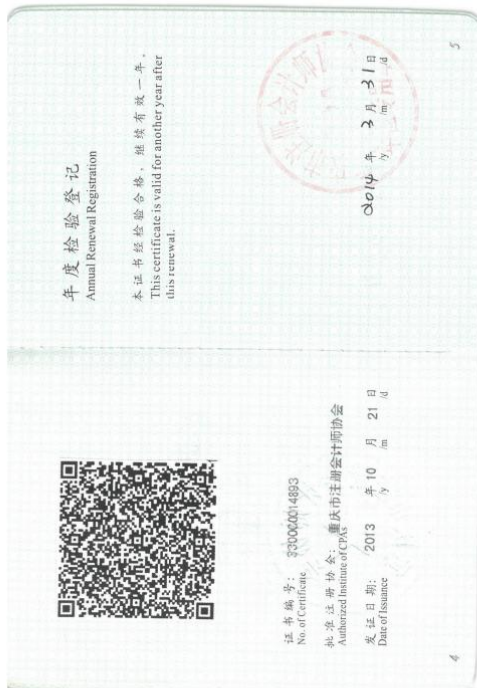 证书编号: 330000014893
No. of Certificate
批准注册协会: 重庆市注册会计师协会
Authorized Institute of CPAs
发证日期: 2013 年 10 月 21 日
Date of Issuance /y /m /d
4
年度检验登记
Annual Renewal Registration
本证书经检验合格，继续有效一年。
This certificate is valid for another year after
this renewal.
2014 年 3 月 31 日
/y /m /d
5